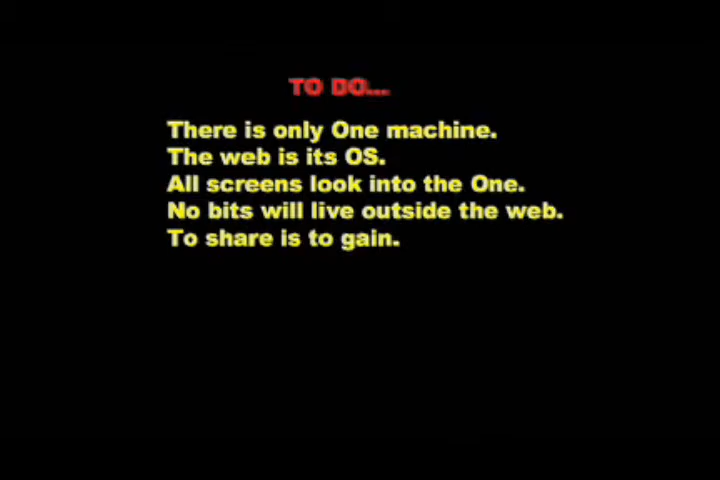 TO DO...
There is only One machine.
The web is its OS.
All screens look into the One.
No bits will live outside the web.
To share is to gain.